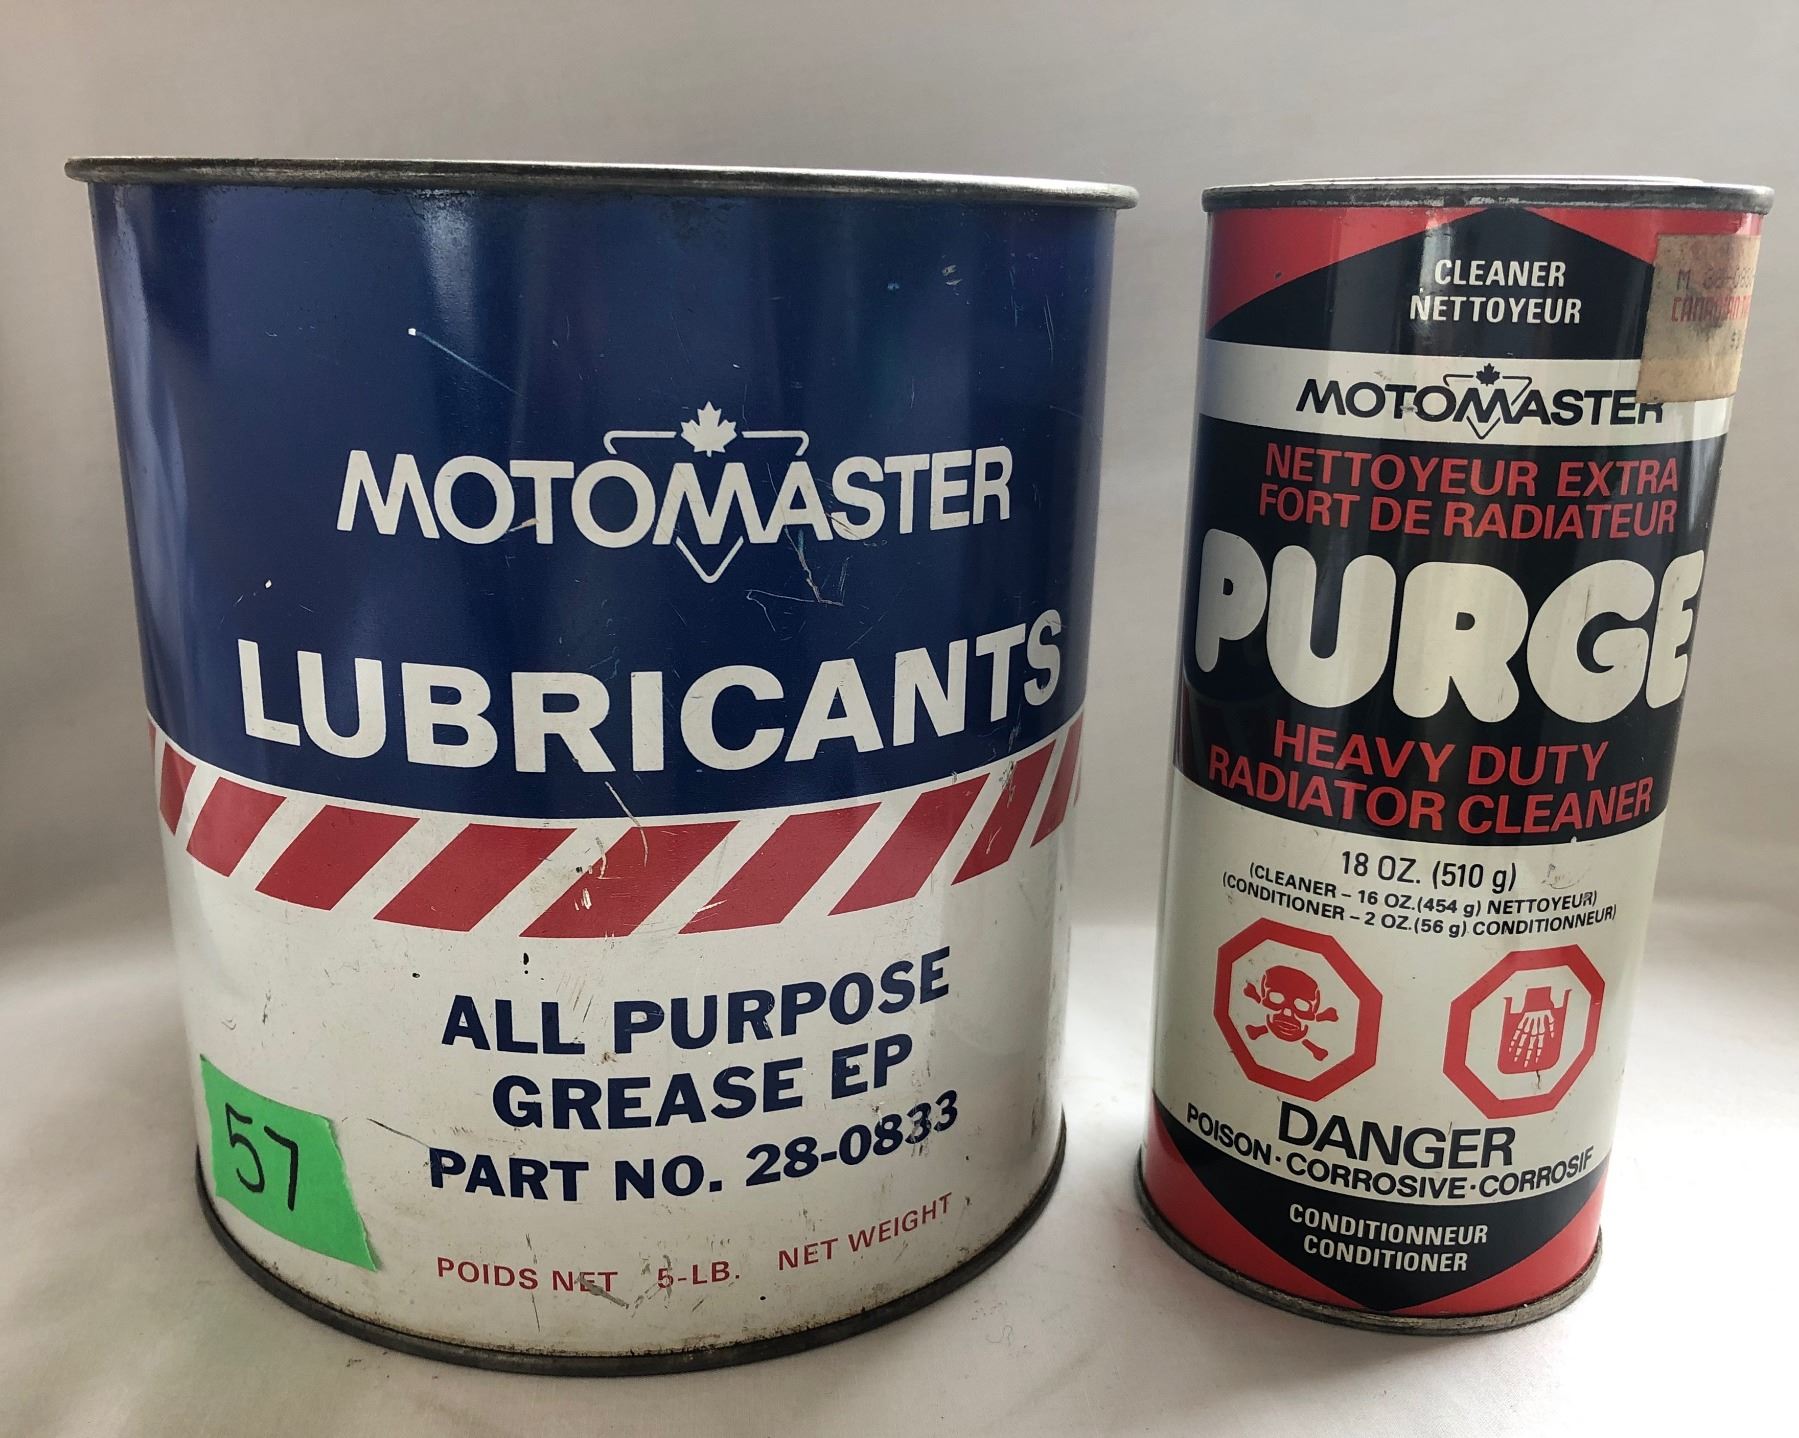 MOTOMASTER
LUBRICANTS
ALL PURPOSE
GREASE EP
PART NO. 28-0833
POIDS NET 5-LB. NET WEIGHT
57
CLEANER
NETTOYEUR
MOTOMASTER
NETTOYEUR EXTRA
FORT DE RADIATEUR
PURGE
HEAVY DUTY
RADIATOR CLEANER
18 OZ. (510 g)
(CLEANER – 16 OZ.(454 g) NETTOYEUR)
(CONDITIONER – 2 OZ.(56 g) CONDITIONNEUR)
DANGER
POISON·CORROSIVE·CORROSIF
CONDITIONNEUR
CONDITIONER